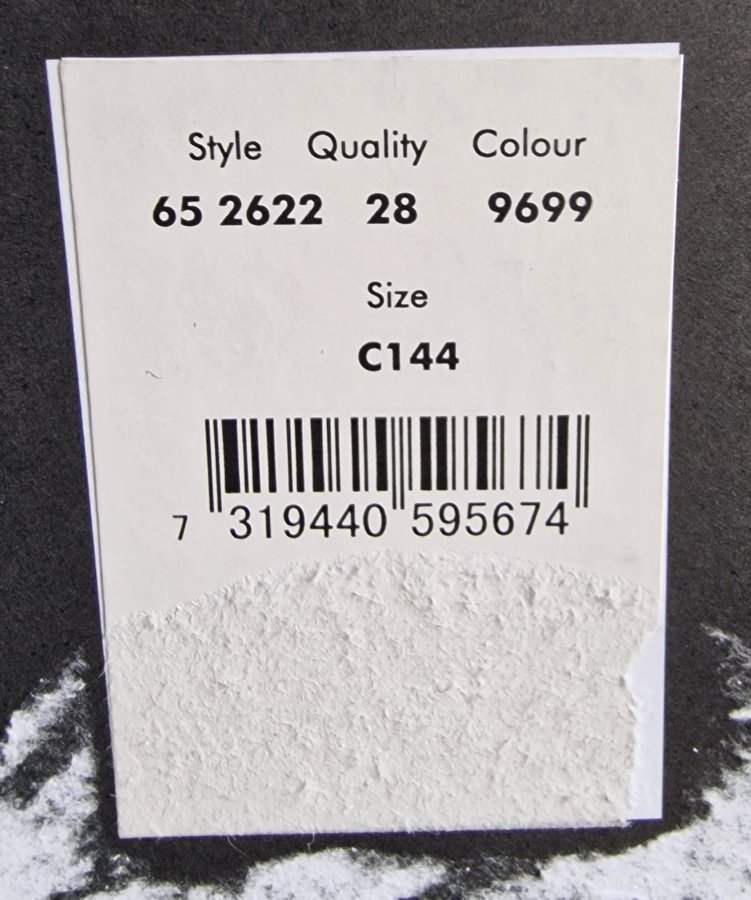 Style Quality Colour
65 2622 28 9699
Size
C144
7 319440 595674